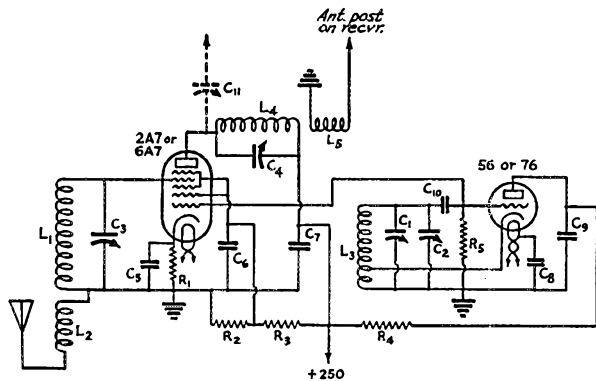 Ant. post
on recvr.
C11
L4
L5
2A7 or
6A7
C4
56 or 76
C10
L1
C3
C7
L3
C1
C2
R5
C9
C5
R1
C6
C8
L2
R2
R3
R4
+250